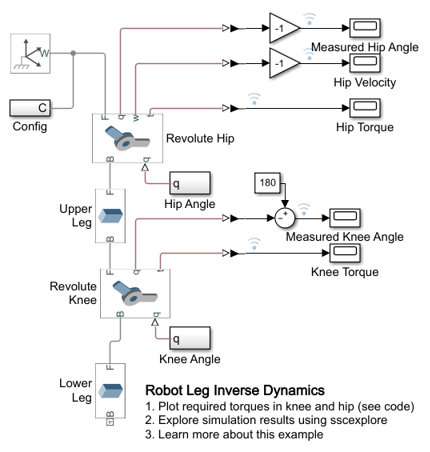 W
C
Config
F
q
w
t
B
q
Revolute Hip
-1
Measured Hip Angle
-1
Hip Velocity
Hip Torque
q
Hip Angle
F
Upper
Leg
B
180
- +
Measured Knee Angle
Knee Torque
F
q
t
B
q
Revolute
Knee
q
Knee Angle
F
Lower
Leg
B
Robot Leg Inverse Dynamics
1. Plot required torques in knee and hip (see code)
2. Explore simulation results using sscexplore
3. Learn more about this example